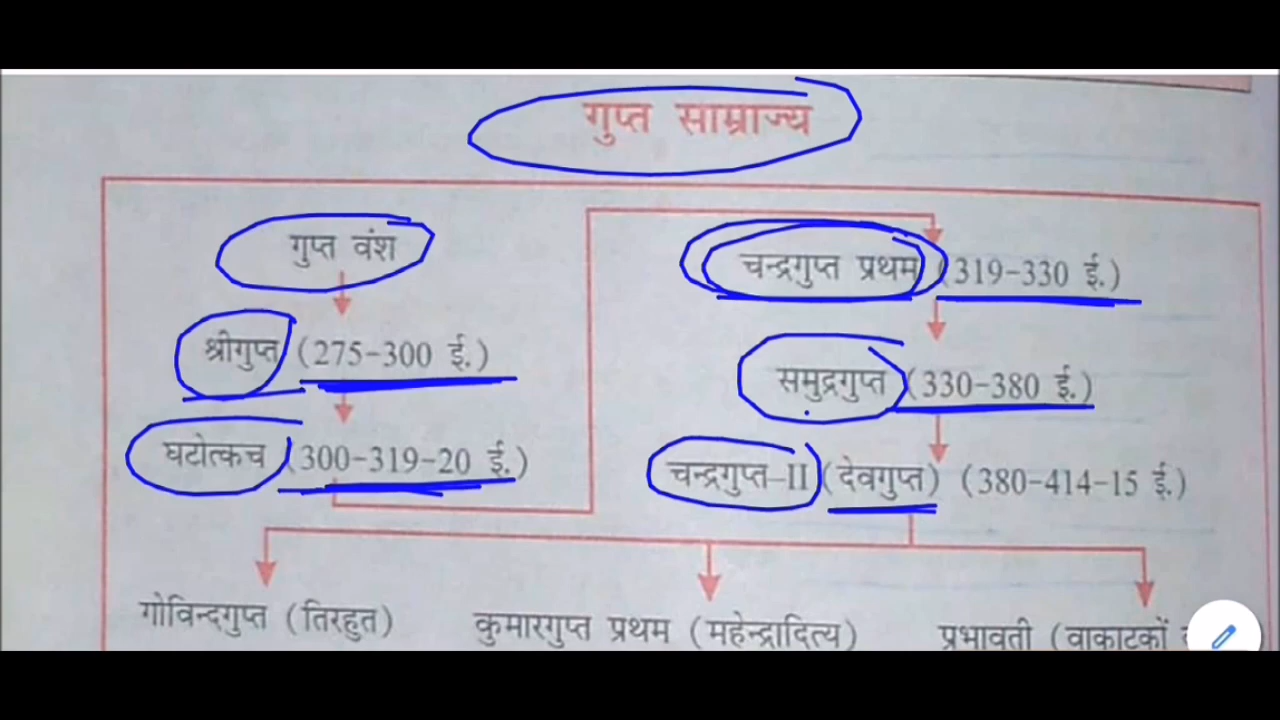 गुप्त साम्राज्य
गुप्त वंश
श्रीगुप्त (275-300 ई.)
घटोत्कच (300-319-20 ई.)
चन्द्रगुप्त प्रथम (319-330 ई.)
समुद्रगुप्त (330-380 ई.)
चन्द्रगुप्त-II (देवगुप्त) (380-414-15 ई.)
गोविन्दगुप्त (तिरहुत)
कुमारगुप्त प्रथम (महेन्द्रादित्य)
प्रभावती (वाकाटकों